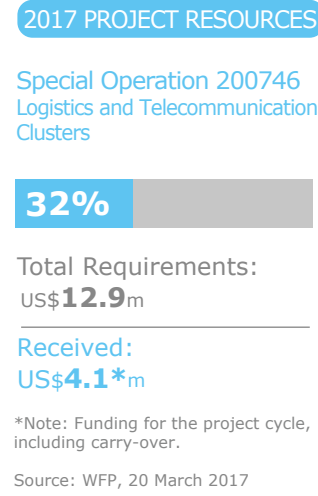 2017 PROJECT RESOURCES
Special Operation 200746
Logistics and Telecommunication
Clusters
32%
Total Requirements:
US$12.9m
Received:
US$4.1*m
*Note: Funding for the project cycle,
including carry-over.
Source: WFP, 20 March 2017